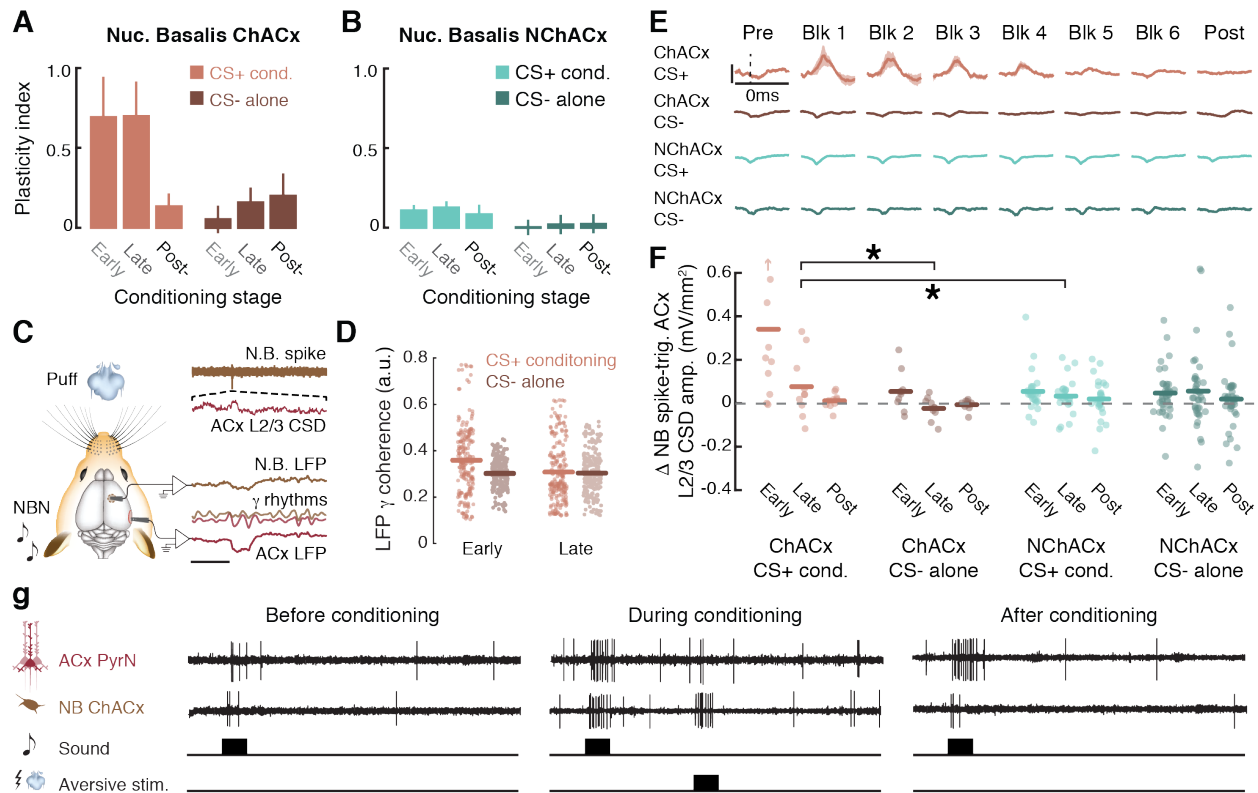 A
Nuc. Basalis ChACx
Plasticity index
1.0
0.5
0
CS+ cond.
CS- alone
Early
Late
Post-
Early
Late
Post-
Conditioning stage
B
Nuc. Basalis NChACx
1.0
0.5
0
CS+ cond.
CS- alone
Early
Late
Post-
Early
Late
Post-
Conditioning stage
C
Puff
NBN
N.B. spike
ACx L2/3 CSD
N.B. LFP
γ rhythms
ACx LFP
D
LFP γ coherence (a.u.)
0.8
0.6
0.4
0.2
0
CS+ conditoning
CS- alone
Early
Late
E
Pre
Blk 1
Blk 2
Blk 3
Blk 4
Blk 5
Blk 6
Post
ChACx
CS+
0ms
ChACx
CS-
NChACx
CS+
NChACx
CS-
F
Δ NB spike-trig. ACx
L2/3 CSD amp. (mV/mm²)
0.6
0.4
0.2
0
-0.2
-0.4
*
*
Early
Late
Post
Early
Late
Post
Early
Late
Post
Early
Late
Post
ChACx
CS+ cond.
ChACx
CS- alone
NChACx
CS+ cond.
NChACx
CS- alone
g
Before conditioning
During conditioning
After conditioning
ACx PyrN
NB ChACx
Sound
Aversive stim.